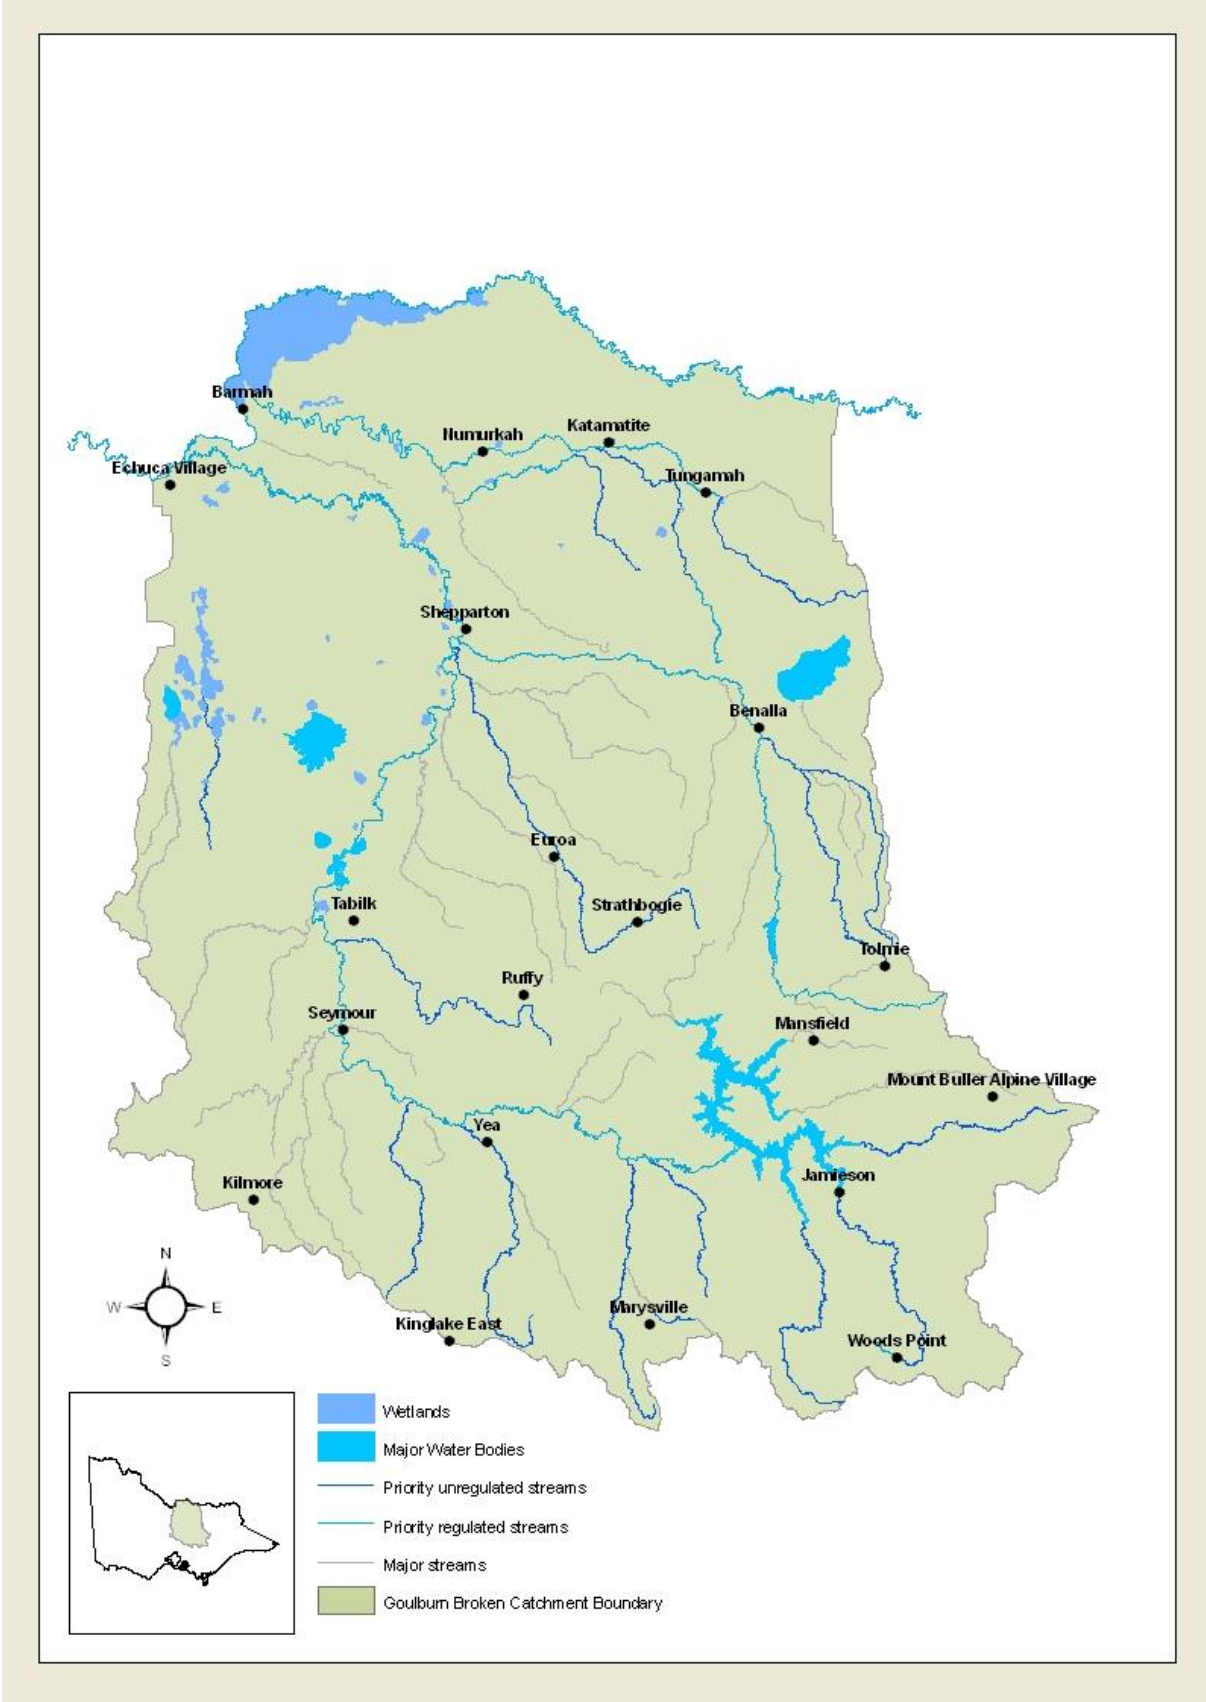 Barmah
Katamatite
Numurkah
Echuca Village
Tungamah
Shepparton
Benalla
Euroa
Tabilk
Strathbogie
Tolmie
Ruffy
Seymour
Mansfield
Mount Buller Alpine Village
Yea
Kilmore
Jamieson
N
W E
S
Marysville
Kinglake East
Woods Point
Wetlands
Major Water Bodies
Priority unregulated streams
Priority regulated streams
Major streams
Goulburn Broken Catchment Boundary